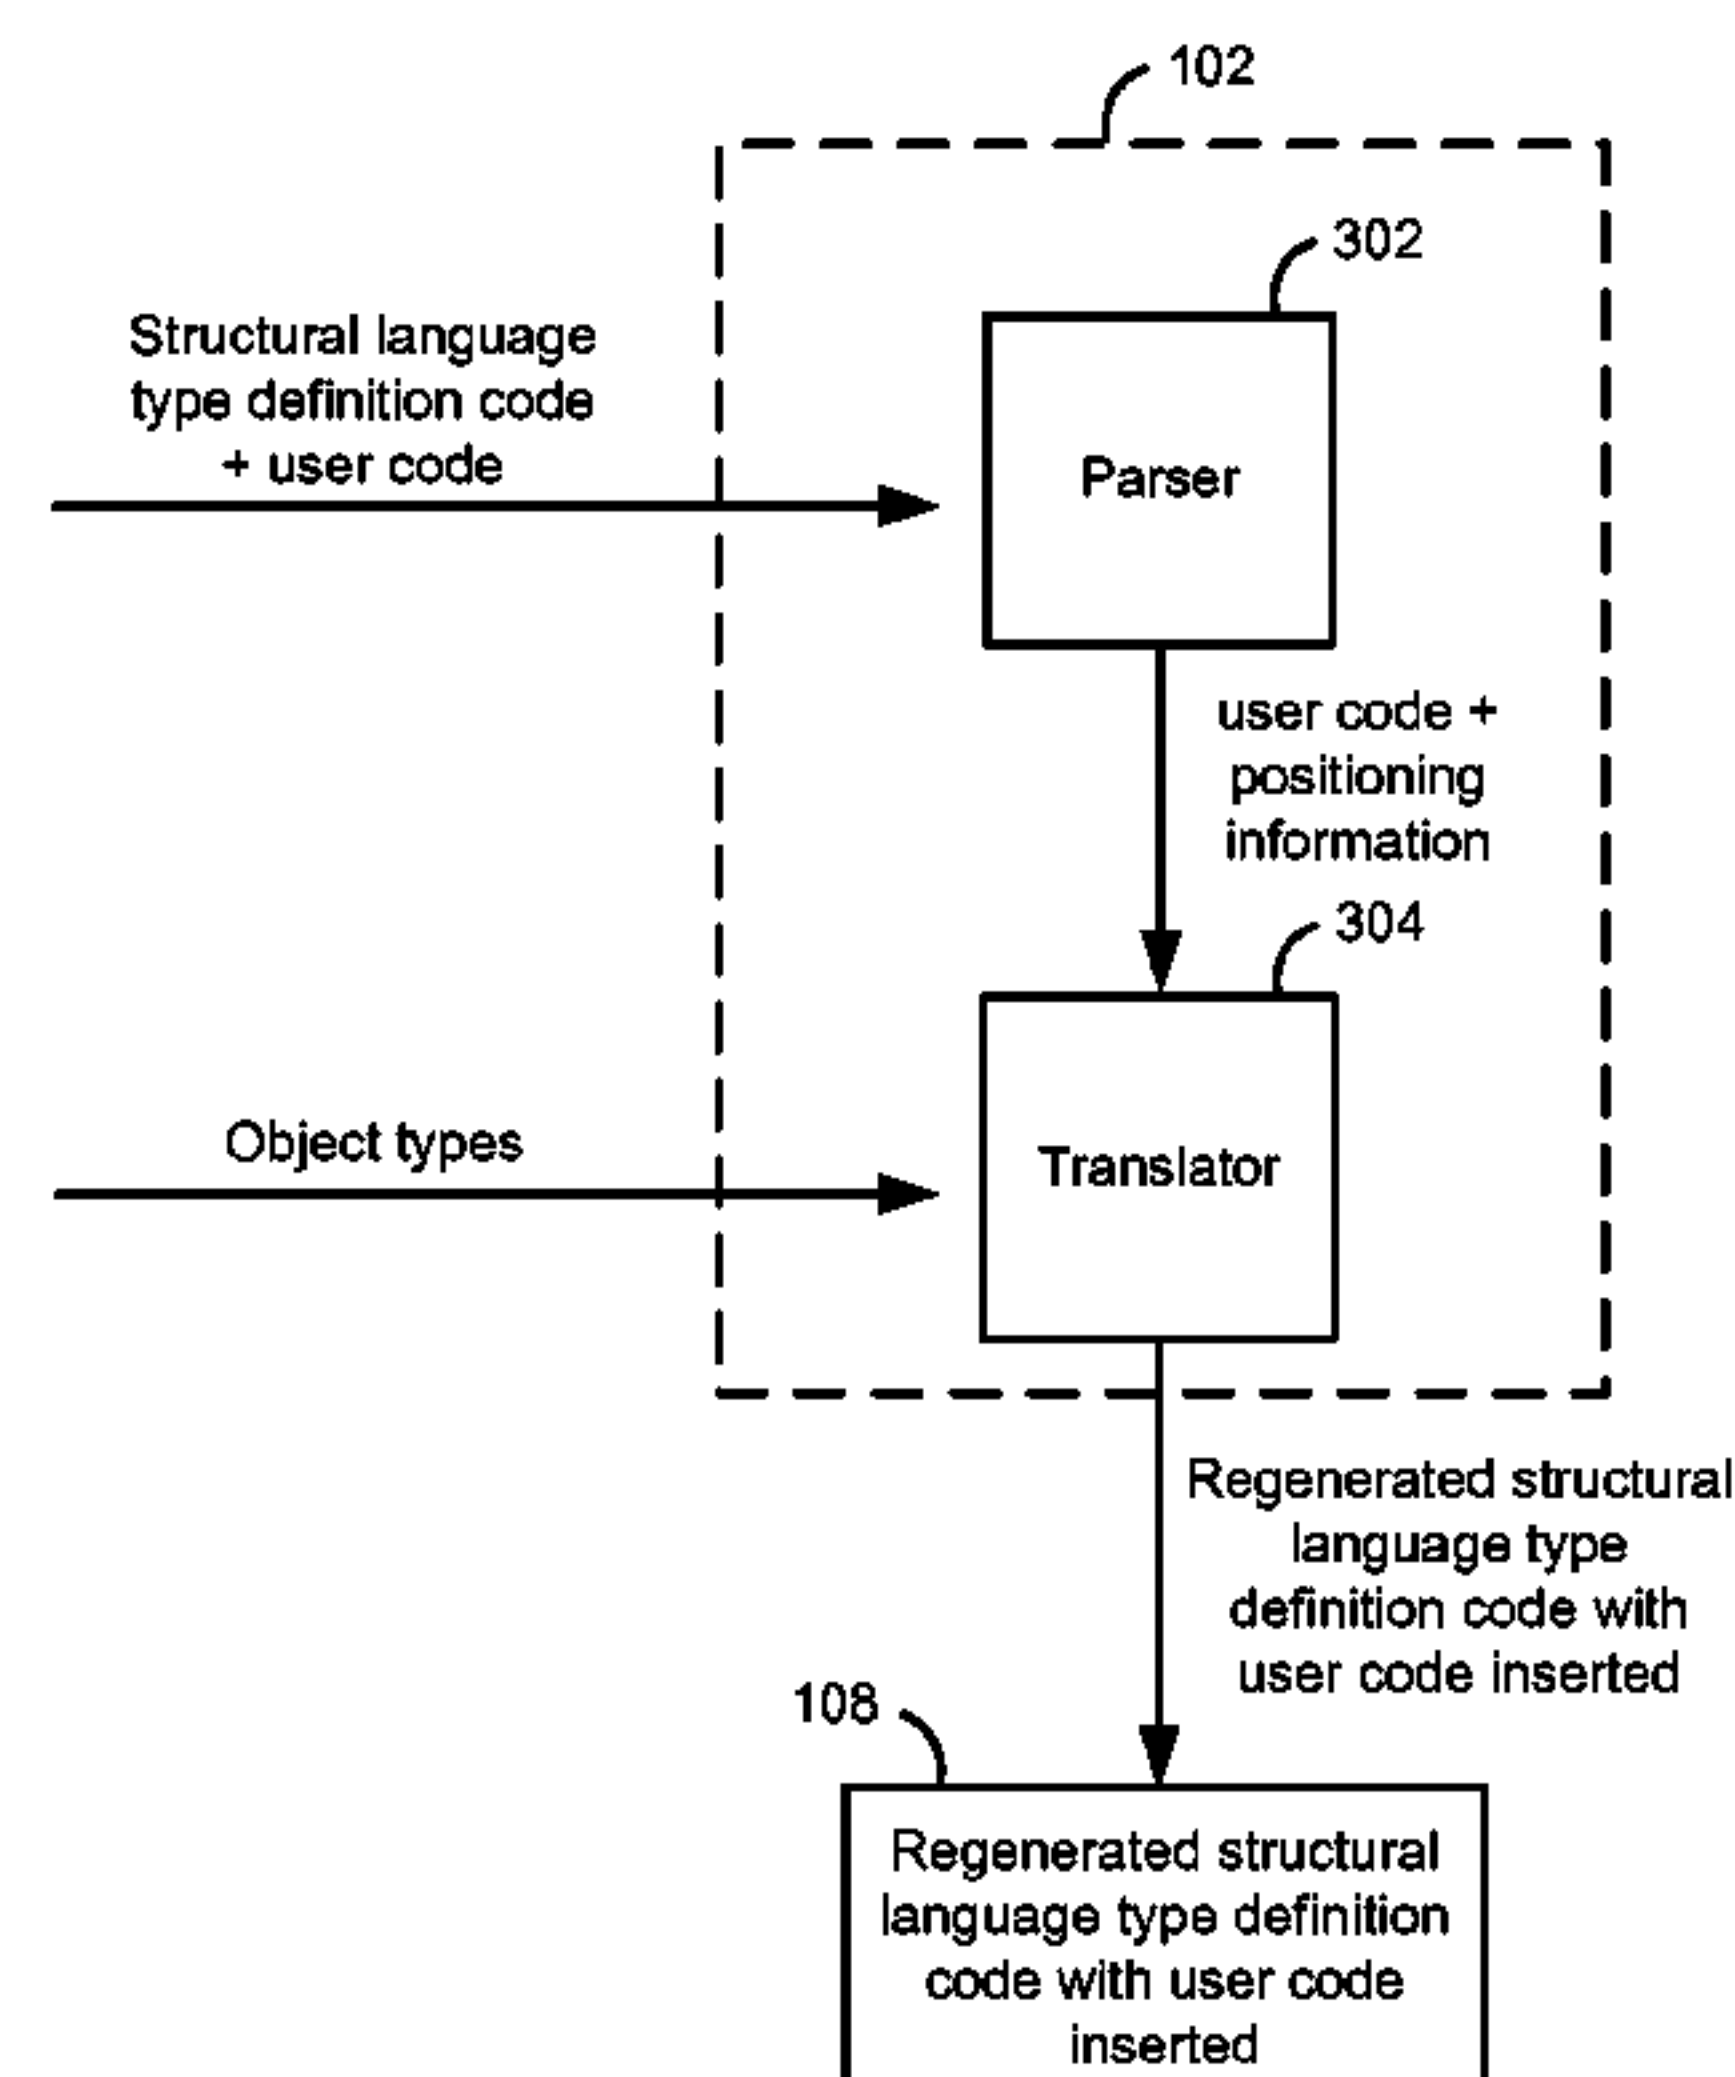 102
302
Structural language
type definition code
+ user code
Parser
user code +
positioning
information
304
Object types
Translator
Regenerated structural
language type
definition code with
user code inserted
108
Regenerated structural
language type definition
code with user code
inserted